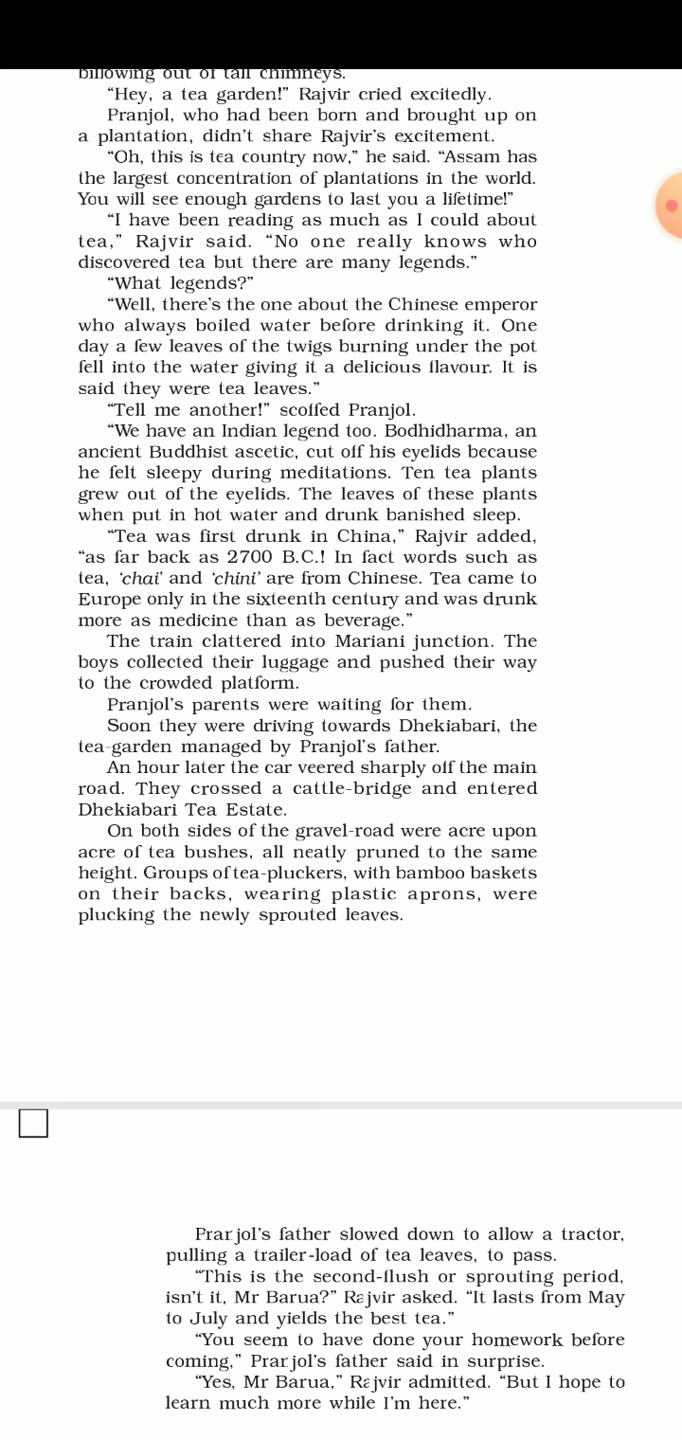 billowing out of tall chimneys.
“Hey, a tea garden!” Rajvir cried excitedly.
Pranjol, who had been born and brought up on
a plantation, didn’t share Rajvir’s excitement.
“Oh, this is tea country now,” he said. “Assam has
the largest concentration of plantations in the world.
You will see enough gardens to last you a lifetime!”
“I have been reading as much as I could about
tea,” Rajvir said. “No one really knows who
discovered tea but there are many legends.”
“What legends?”
“Well, there’s the one about the Chinese emperor
who always boiled water before drinking it. One
day a few leaves of the twigs burning under the pot
fell into the water giving it a delicious flavour. It is
said they were tea leaves.”
“Tell me another!” scoffed Pranjol.
“We have an Indian legend too. Bodhidharma, an
ancient Buddhist ascetic, cut off his eyelids because
he felt sleepy during meditations. Ten tea plants
grew out of the eyelids. The leaves of these plants
when put in hot water and drunk banished sleep.
“Tea was first drunk in China,” Rajvir added,
“as far back as 2700 B.C.! In fact words such as
tea, ‘chai’ and ‘chini’ are from Chinese. Tea came to
Europe only in the sixteenth century and was drunk
more as medicine than as beverage.”
The train clattered into Mariani junction. The
boys collected their luggage and pushed their way
to the crowded platform.
Pranjol’s parents were waiting for them.
Soon they were driving towards Dhekiabari, the
tea-garden managed by Pranjol’s father.
An hour later the car veered sharply off the main
road. They crossed a cattle-bridge and entered
Dhekiabari Tea Estate.
On both sides of the gravel-road were acre upon
acre of tea bushes, all neatly pruned to the same
height. Groups of tea-pluckers, with bamboo baskets
on their backs, wearing plastic aprons, were
plucking the newly sprouted leaves.
Pranjol’s father slowed down to allow a tractor,
pulling a trailer-load of tea leaves, to pass.
“This is the second-flush or sprouting period,
isn’t it, Mr Barua?” Rajvir asked. “It lasts from May
to July and yields the best tea.”
“You seem to have done your homework before
coming,” Pranjol’s father said in surprise.
“Yes, Mr Barua,” Rajvir admitted. “But I hope to
learn much more while I’m here.”